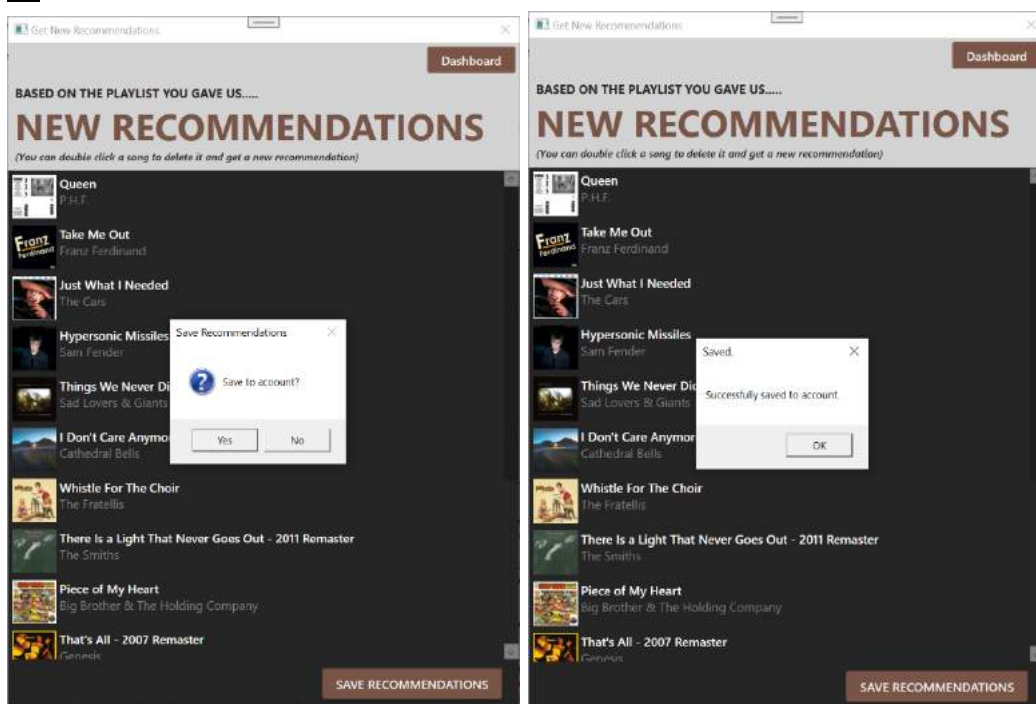 Get New Recommendations
Dashboard
BASED ON THE PLAYLIST YOU GAVE US.....
NEW RECOMMENDATIONS
(You can double click a song to delete it and get a new recommendation)
Queen
P.H.F.
Franz Ferdinand
Take Me Out
Franz Ferdinand
Just What I Needed
The Cars
Hypersonic Missiles
Sam Fender
Things We Never Di
Sad Lovers & Giants
I Don't Care Anymo
Cathedral Bells
Whistle For The Choir
The Fratellis
There Is a Light That Never Goes Out - 2011 Remaster
The Smiths
Piece of My Heart
Big Brother & The Holding Company
That's All - 2007 Remaster
Genesis
Save Recommendations
Save to account?
Yes No
SAVE RECOMMENDATIONS
Get New Recommendations
Dashboard
BASED ON THE PLAYLIST YOU GAVE US.....
NEW RECOMMENDATIONS
(You can double click a song to delete it and get a new recommendation)
Queen
P.H.F.
Franz Ferdinand
Take Me Out
Franz Ferdinand
Just What I Needed
The Cars
Hypersonic Missiles
Sam Fender
Things We Never Di
Sad Lovers & Giants
I Don't Care Anymor
Cathedral Bells
Whistle For The Choir
The Fratellis
There Is a Light That Never Goes Out - 2011 Remaster
The Smiths
Piece of My Heart
Big Brother & The Holding Company
That's All - 2007 Remaster
Genesis
Saved.
Successfully saved to account.
OK
SAVE RECOMMENDATIONS